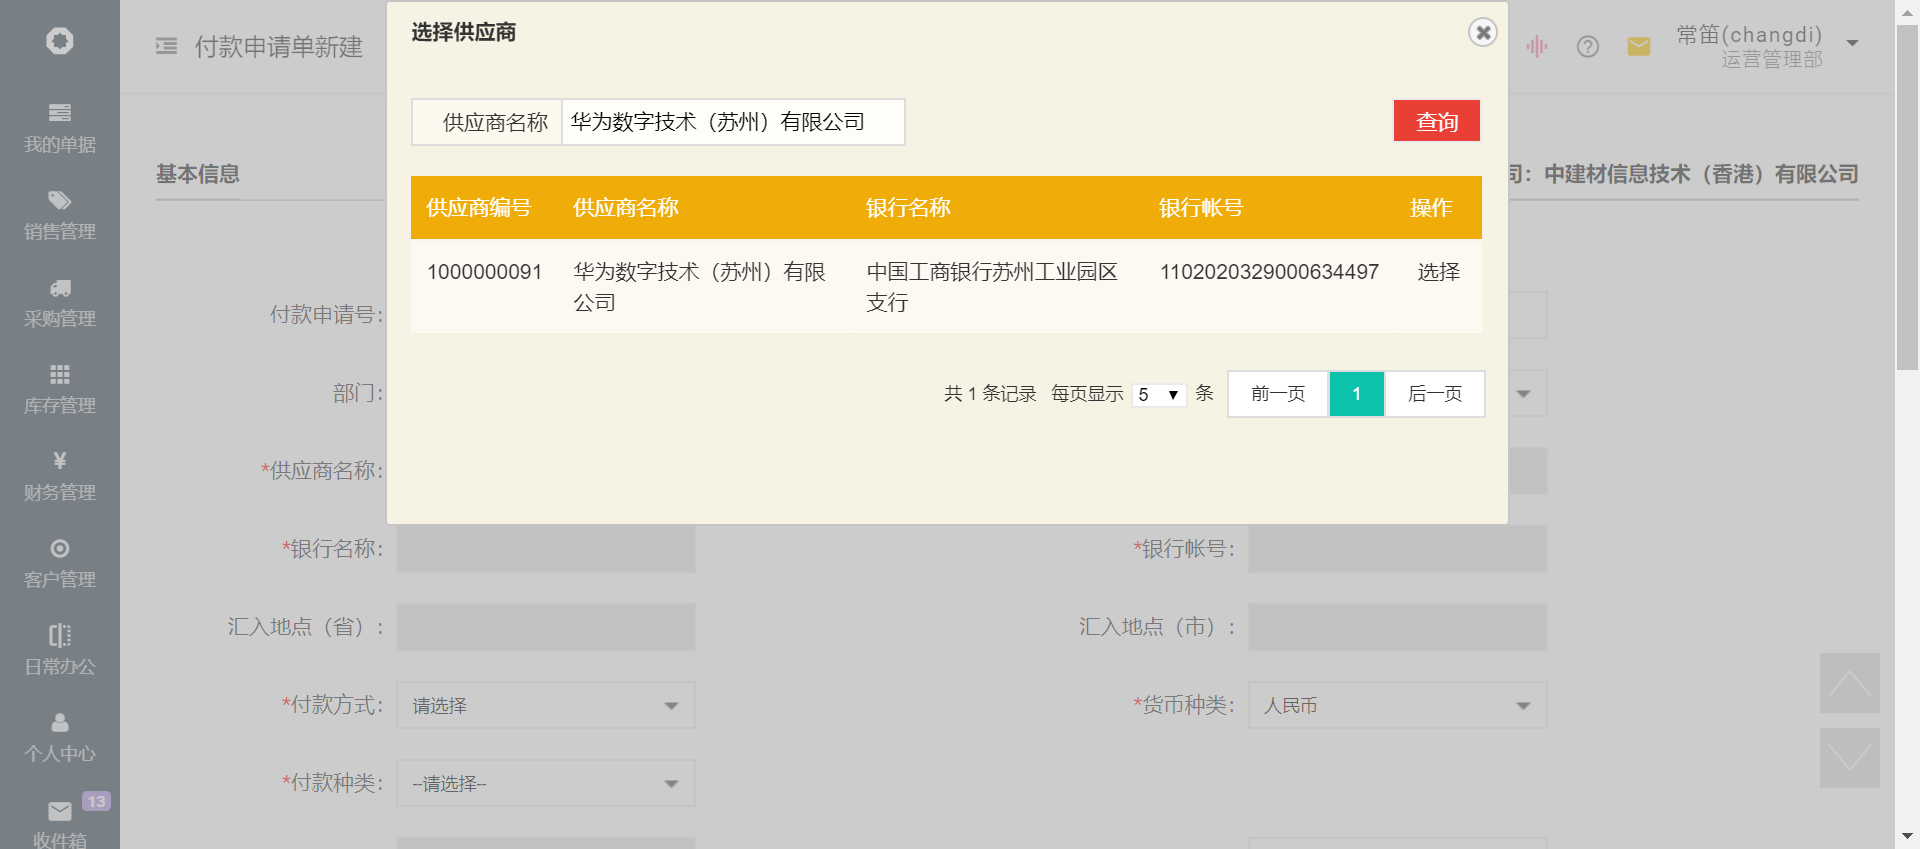 选择供应商
付款申请单新建
常笛(changdi)
运营管理部
我的单据
销售管理
采购管理
库存管理
财务管理
客户管理
日常办公
个人中心
13
收件箱
供应商名称 华为数字技术（苏州）有限公司 查询
基本信息
司：中建材信息技术（香港）有限公司
供应商编号 供应商名称 银行名称 银行帐号 操作
1000000091 华为数字技术（苏州）有限 中国工商银行苏州工业园区 1102020329000634497 选择
公司 支行
共 1 条记录 每页显示 5 条 前一页 1 后一页
付款申请号：
部门：
*供应商名称：
*银行名称： *银行帐号：
汇入地点（省）： 汇入地点（市）：
*付款方式： 请选择 *货币种类： 人民币
*付款种类： --请选择--